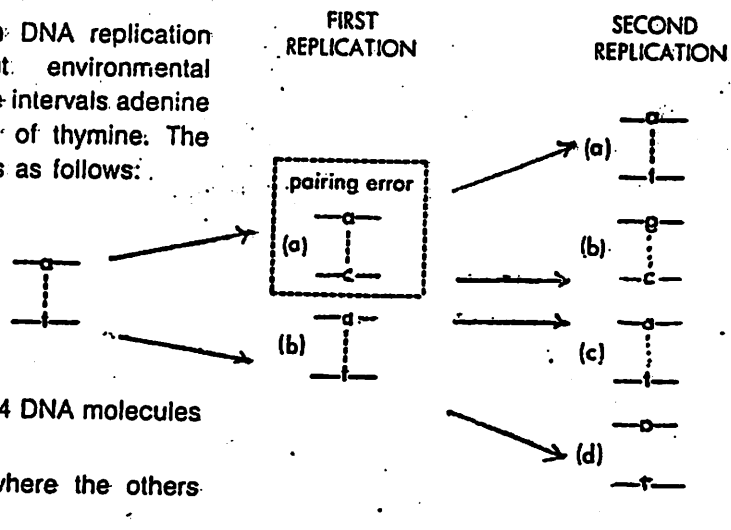 DNA replication
environmental
intervals adenine
of thymine. The
as follows:
4 DNA molecules
where the others
FIRST
REPLICATION
SECOND
REPLICATION
a
t
pairing error
(a)
a
c
(b)
a
t
(a)
a
t
(b)
g
c
(c)
a
t
(d)
a
t